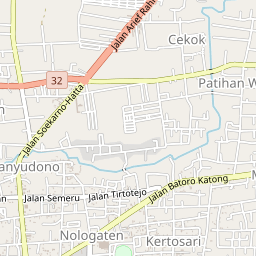 Jalan Arief Rah
Cekok
32
Patihan W
Jalan Soekarno-Hatta
anyudono
Jalan Tirtotejo
Jalan Batoro Katong
Jalan Semeru
Nologaten
Kertosari